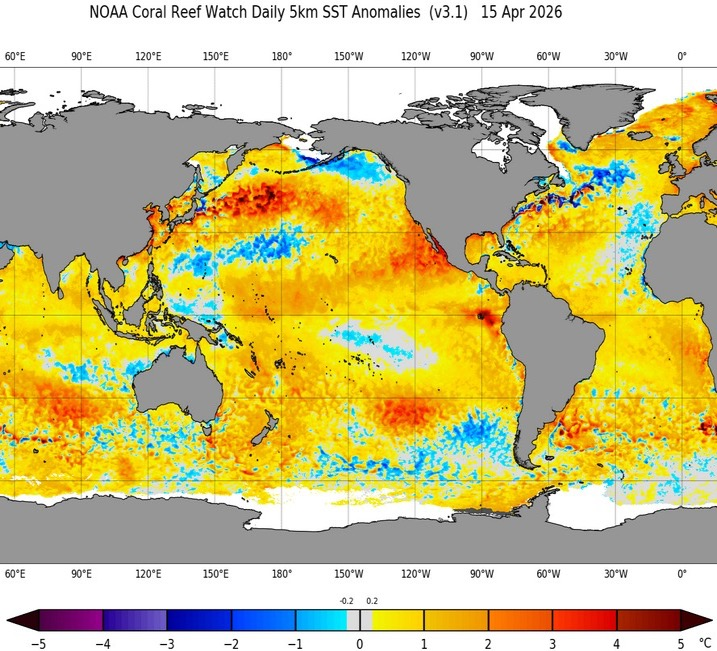 NOAA Coral Reef Watch Daily 5km SST Anomalies (v3.1) 15 Apr 2026
60°E 90°E 120°E 150°E 180° 150°W 120°W 90°W 60°W 30°W 0°
60°E 90°E 120°E 150°E 180° 150°W 120°W 90°W 60°W 30°W 0°
-0.2 0.2
−5 −4 −3 −2 −1 0 1 2 3 4 5 °C